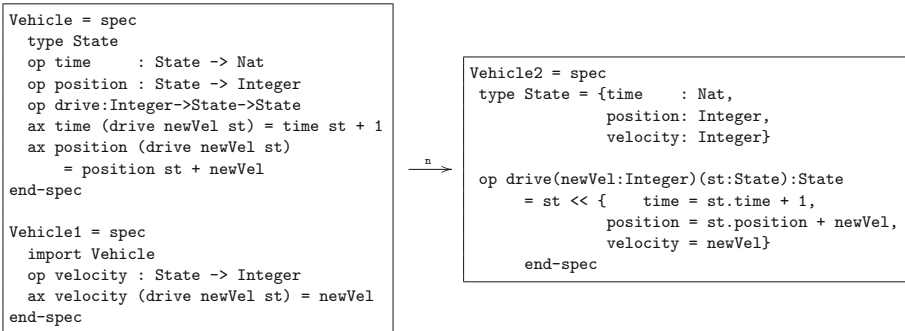 Vehicle = spec
  type State
  op time     : State -> Nat
  op position : State -> Integer
  op drive:Integer->State->State
  ax time (drive newVel st) = time st + 1
  ax position (drive newVel st)
       = position st + newVel
end-spec

Vehicle1 = spec
  import Vehicle
  op velocity : State -> Integer
  ax velocity (drive newVel st) = newVel
end-spec
n
Vehicle2 = spec
 type State = {time    : Nat,
               position: Integer,
               velocity: Integer}

 op drive(newVel:Integer)(st:State):State
      = st << {    time = st.time + 1,
               position = st.position + newVel,
               velocity = newVel}
      end-spec